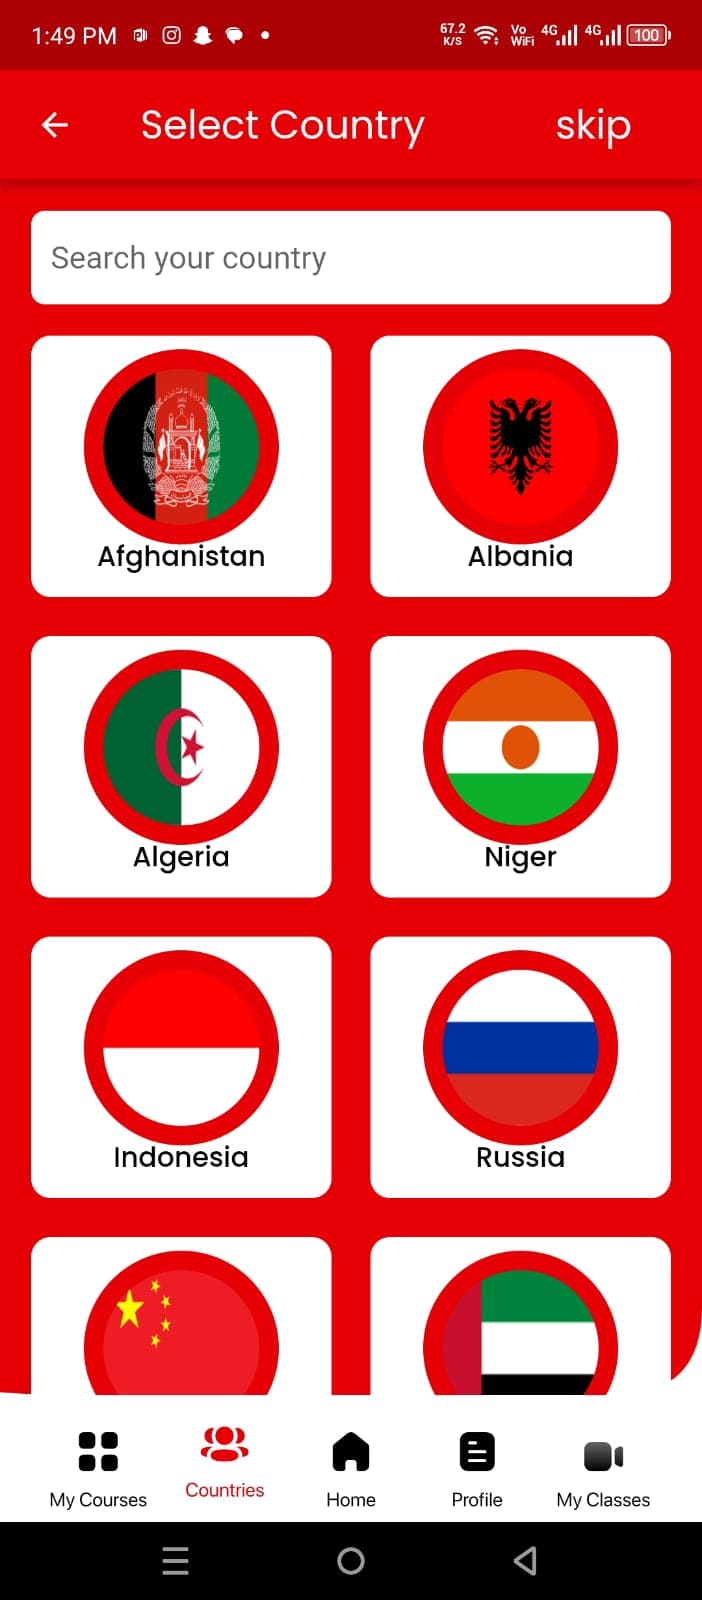 1:49 PM 67.2 K/S Vo WiFi 4G 4G 100
Select Country skip
Search your country
Afghanistan Albania
Algeria Niger
Indonesia Russia
My Courses Countries Home Profile My Classes